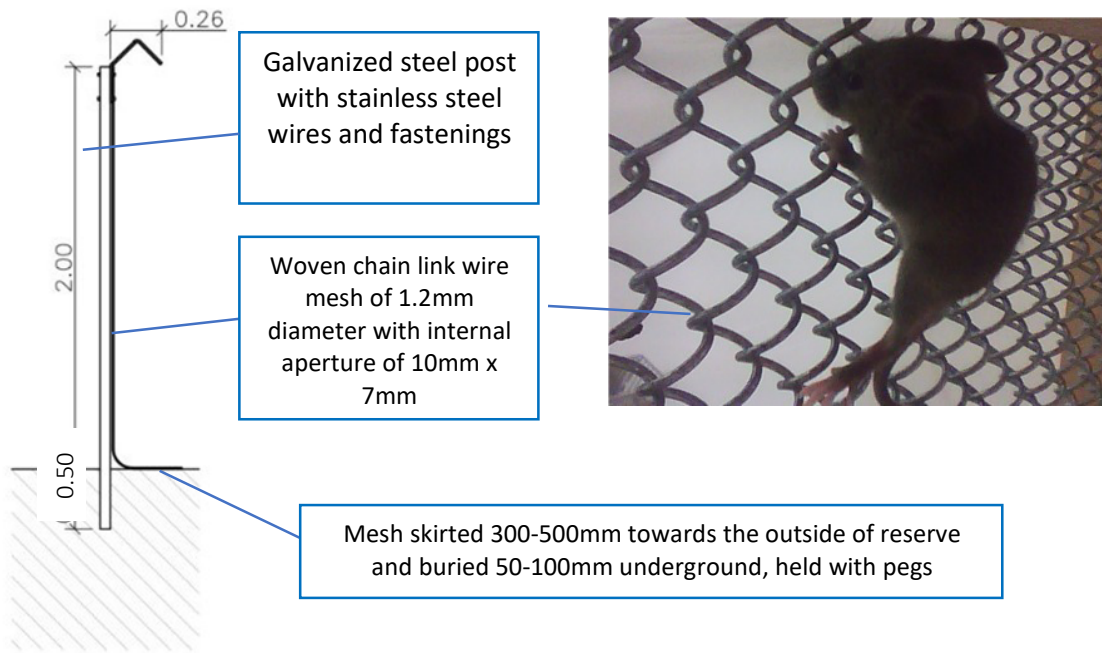 0.26
Galvanized steel post
with stainless steel
wires and fastenings
2.00
Woven chain link wire
mesh of 1.2mm
diameter with internal
aperture of 10mm x
7mm
0.50
Mesh skirted 300-500mm towards the outside of reserve
and buried 50-100mm underground, held with pegs